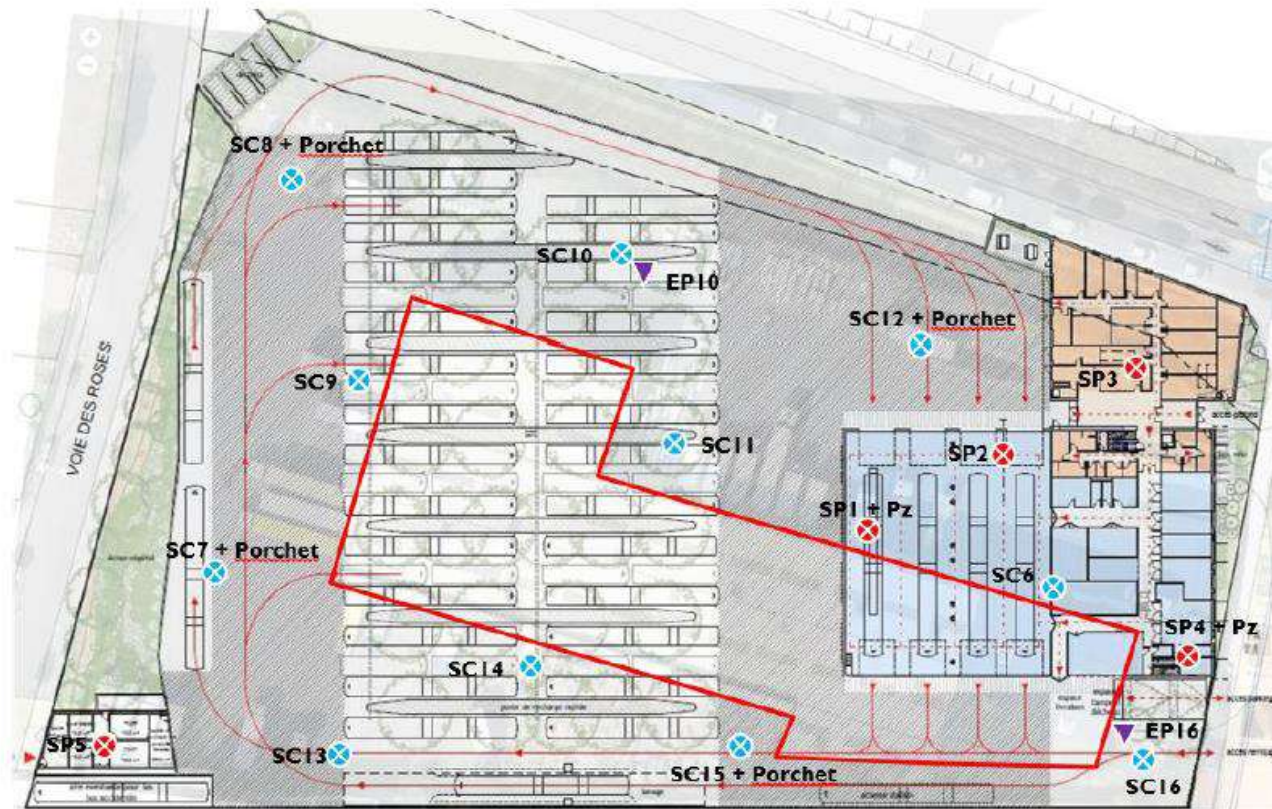 SC8 + Porchet
SC10
EP10
SC12 + Porchet
VOIE DES ROSES
SC9
SP3
SC11
SP2
SP1 + Pz
SC7 + Porchet
SC6
SP4 + Pz
SC14
SP5
SC13
SC15 + Porchet
EP16
SC16